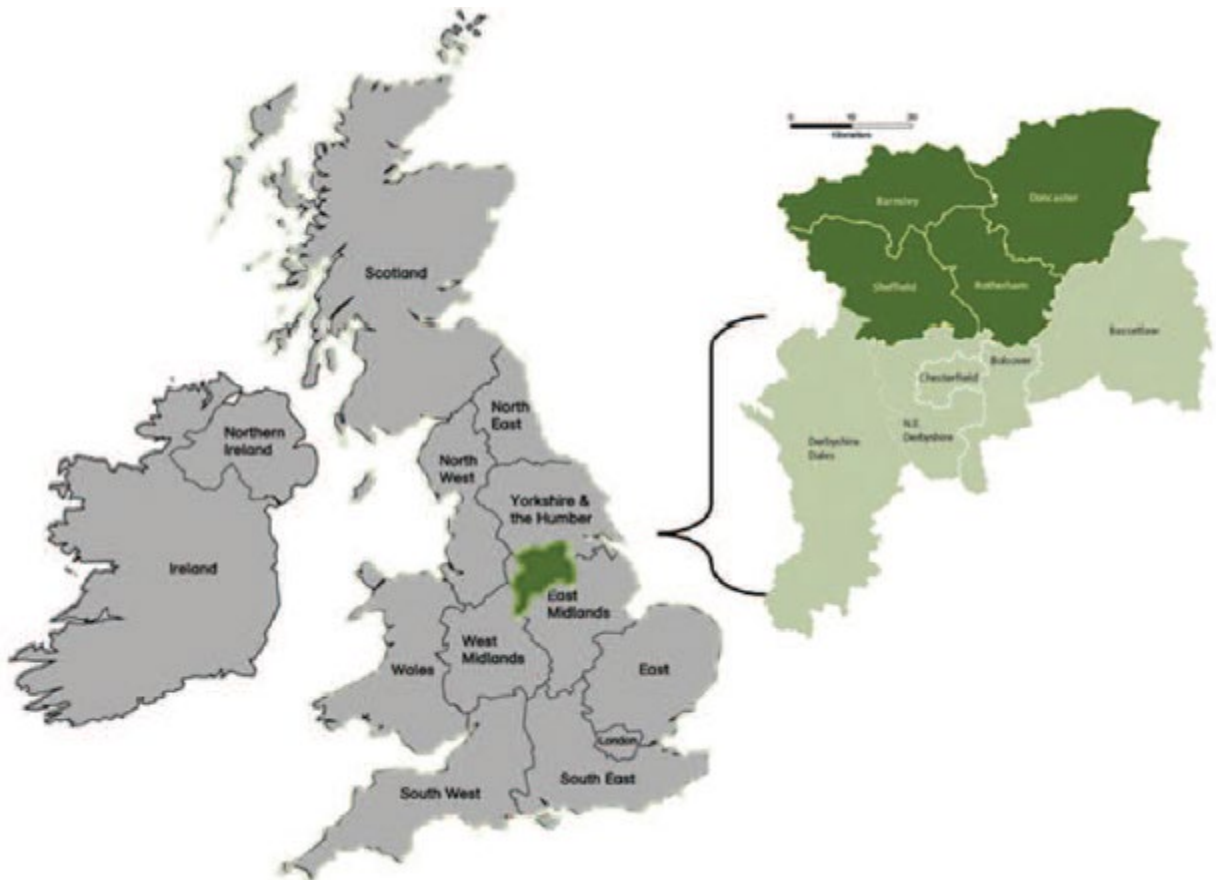 Scotland
North
East
Northern
Ireland
North
West
Yorkshire &
the Humber
Ireland
East
Midlands
West
Midlands
Wales
East
London
South East
South West
0
Barnsley
Doncaster
Sheffield
Rotherham
Bassetlaw
Bolsover
Chesterfield
N.E.
Derbyshire
Derbyshire
Dales